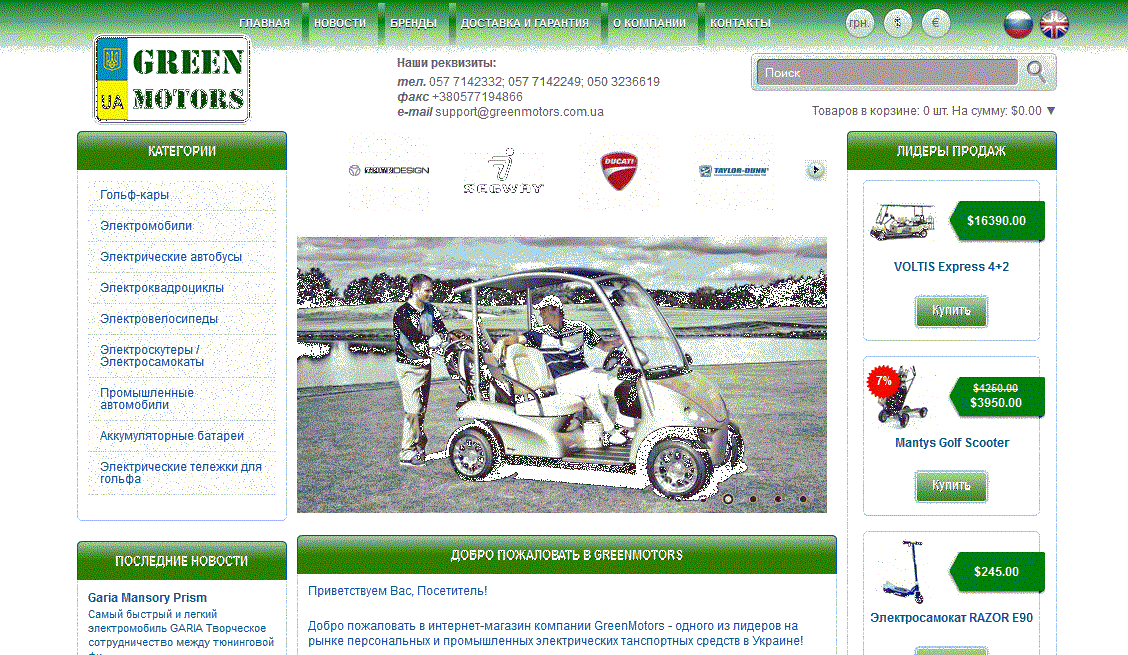 ГЛАВНАЯ НОВОСТИ БРЕНДЫ ДОСТАВКА И ГАРАНТИЯ О КОМПАНИИ КОНТАКТЫ грн. $ €
UA GREEN MOTORS
Наши реквизиты:
тел. 057 7142332; 057 7142249; 050 3236619
факс +380577194866
e-mail support@greenmotors.com.ua
Поиск
Товаров в корзине: 0 шт. На сумму: $0.00 ▼
КАТЕГОРИИ
Гольф-кары
Электромобили
Электрические автобусы
Электроквадроциклы
Электровелосипеды
Электроскутеры /
Электросамокаты
Промышленные
автомобили
Аккумуляторные батареи
Электрические тележки для
гольфа
ПОСЛЕДНИЕ НОВОСТИ
Garia Mansory Prism
Самый быстрый и легкий
электромобиль GARIA Творческое
сотрудничество между тюнинговой
DESIGN SEGWAY DUCATI TAYLOR-DUNN
ДОБРО ПОЖАЛОВАТЬ В GREENMOTORS
Приветствуем Вас, Посетитель!
Добро пожаловать в интернет-магазин компании GreenMotors - одного из лидеров на
рынке персональных и промышленных электрических танспортных средств в Украине!
ЛИДЕРЫ ПРОДАЖ
$16390.00
VOLTIS Express 4+2
Купить
7%
$4250.00
$3950.00
Mantys Golf Scooter
Купить
$245.00
Электросамокат RAZOR E90